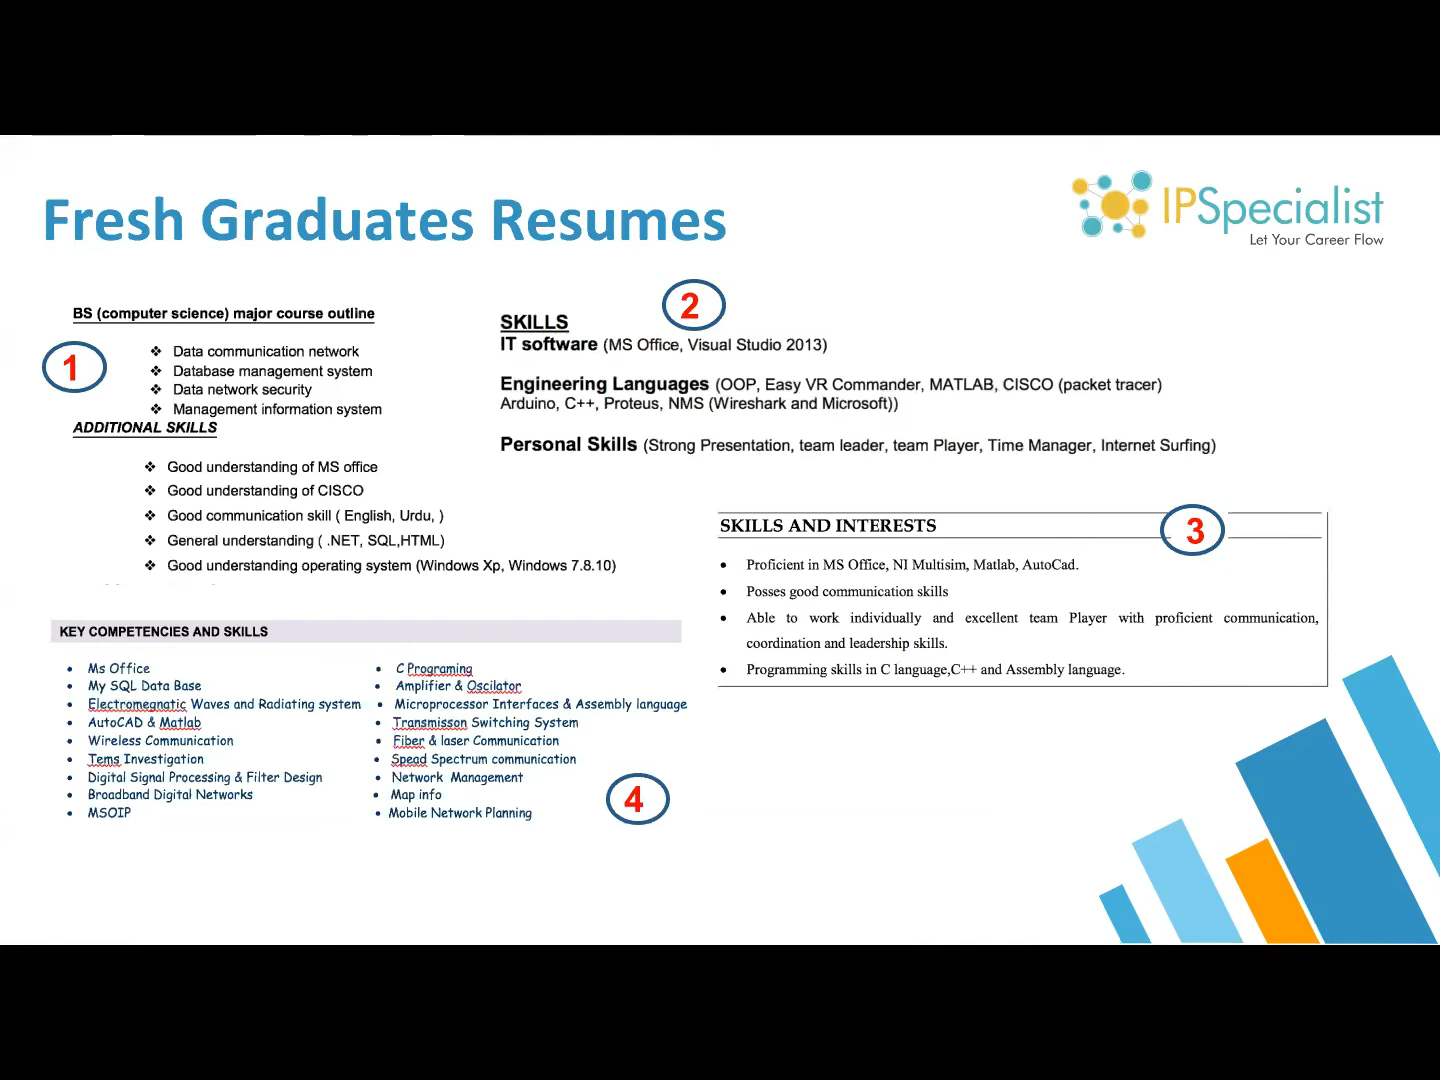 Fresh Graduates Resumes
IPSpecialist
Let Your Career Flow
1
BS (computer science) major course outline
❖ Data communication network
❖ Database management system
❖ Data network security
❖ Management information system
ADDITIONAL SKILLS
❖ Good understanding of MS office
❖ Good understanding of CISCO
❖ Good communication skill ( English, Urdu, )
❖ General understanding ( .NET, SQL,HTML)
❖ Good understanding operating system (Windows Xp, Windows 7.8.10)
2
SKILLS
IT software (MS Office, Visual Studio 2013)
Engineering Languages (OOP, Easy VR Commander, MATLAB, CISCO (packet tracer)
Arduino, C++, Proteus, NMS (Wireshark and Microsoft))
Personal Skills (Strong Presentation, team leader, team Player, Time Manager, Internet Surfing)
3
SKILLS AND INTERESTS
• Proficient in MS Office, NI Multisim, Matlab, AutoCad.
• Posses good communication skills
• Able to work individually and excellent team Player with proficient communication,
coordination and leadership skills.
• Programming skills in C language,C++ and Assembly language.
KEY COMPETENCIES AND SKILLS
• Ms Office
• My SQL Data Base
• Electromegnatic Waves and Radiating system
• AutoCAD & Matlab
• Wireless Communication
• Tems Investigation
• Digital Signal Processing & Filter Design
• Broadband Digital Networks
• MSOIP
• C Programing
• Amplifier & Oscilator
• Microprocessor Interfaces & Assembly language
• Transmisson Switching System
• Fiber & laser Communication
• Spead Spectrum communication
• Network Management
• Map info
• Mobile Network Planning
4